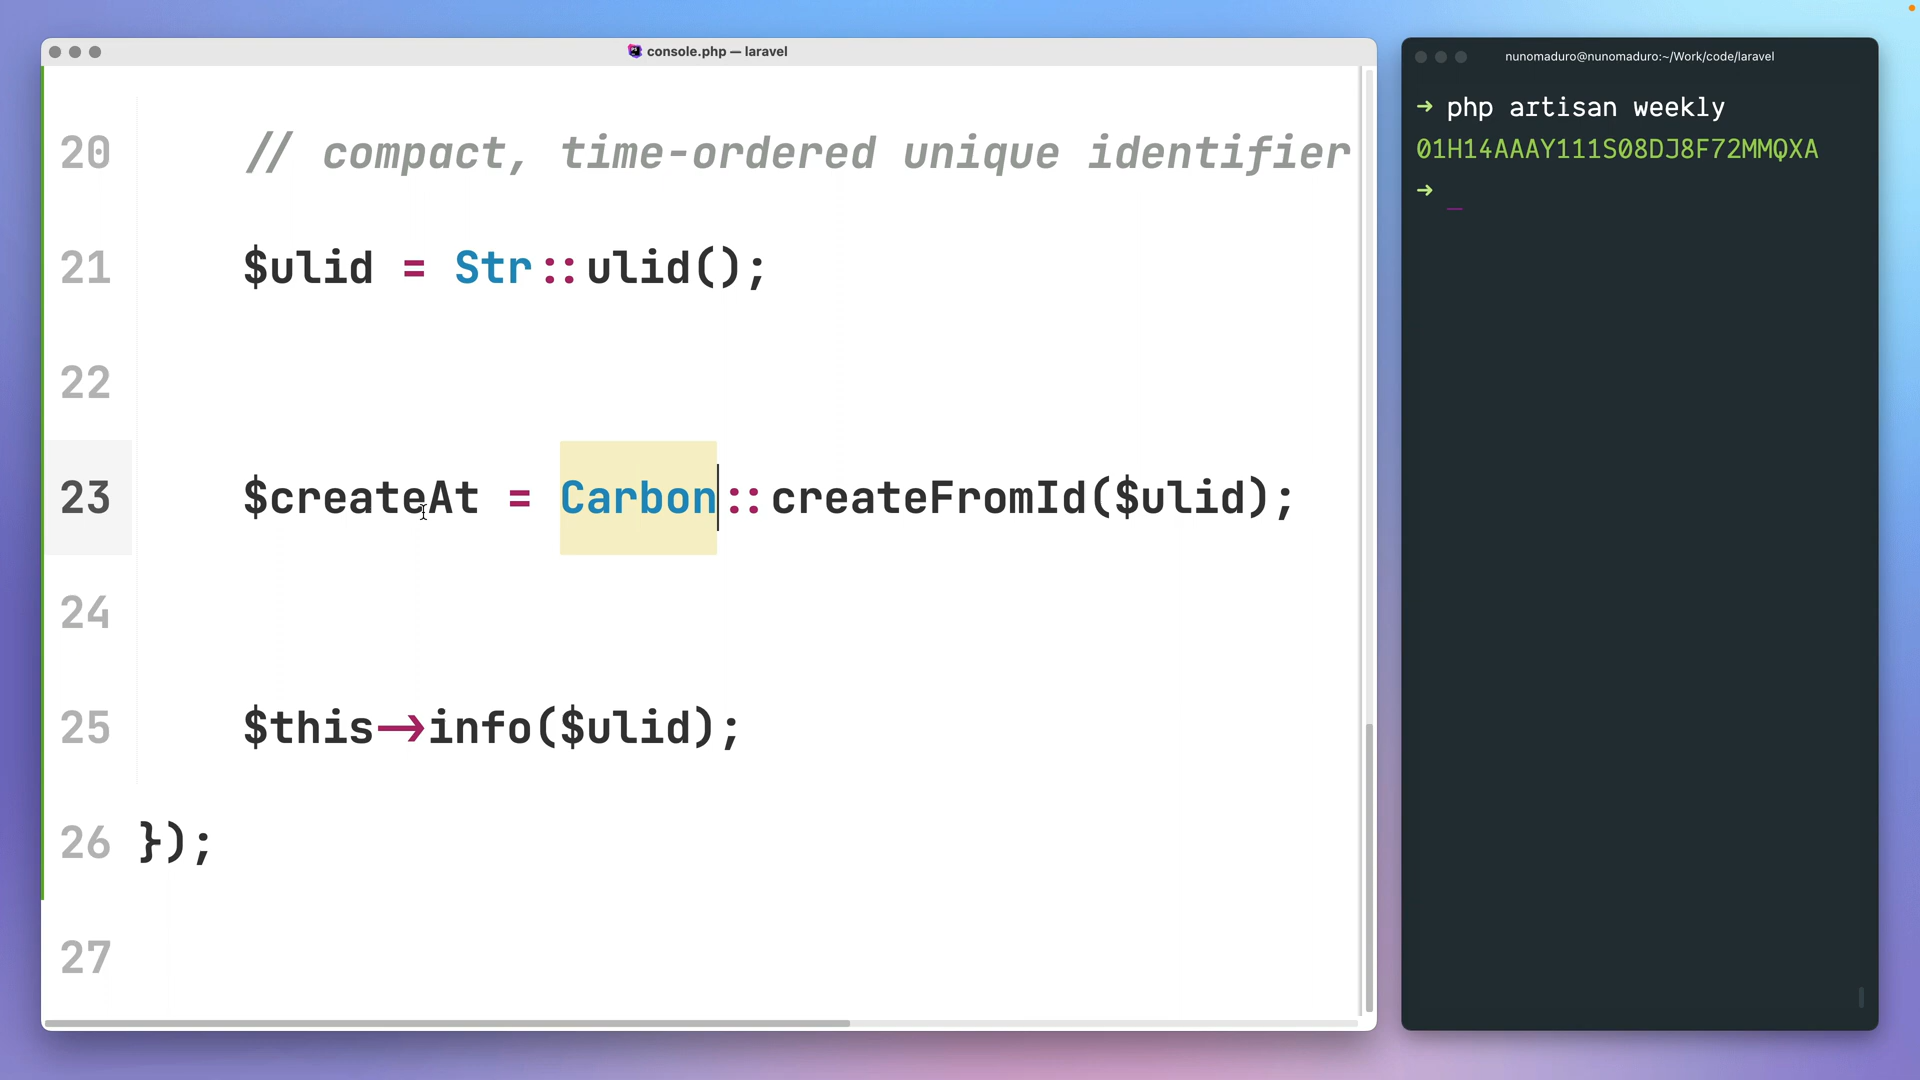 console.php — laravel
20 // compact, time-ordered unique identifier
21 $ulid = Str::ulid();
22
23 $createAt = Carbon::createFromId($ulid);
24
25 $this->info($ulid);
26 });
27
nunomaduro@nunomaduro:~/Work/code/laravel
➜ php artisan weekly
01H14AAAY111S08DJ8F72MMQXA
➜ _